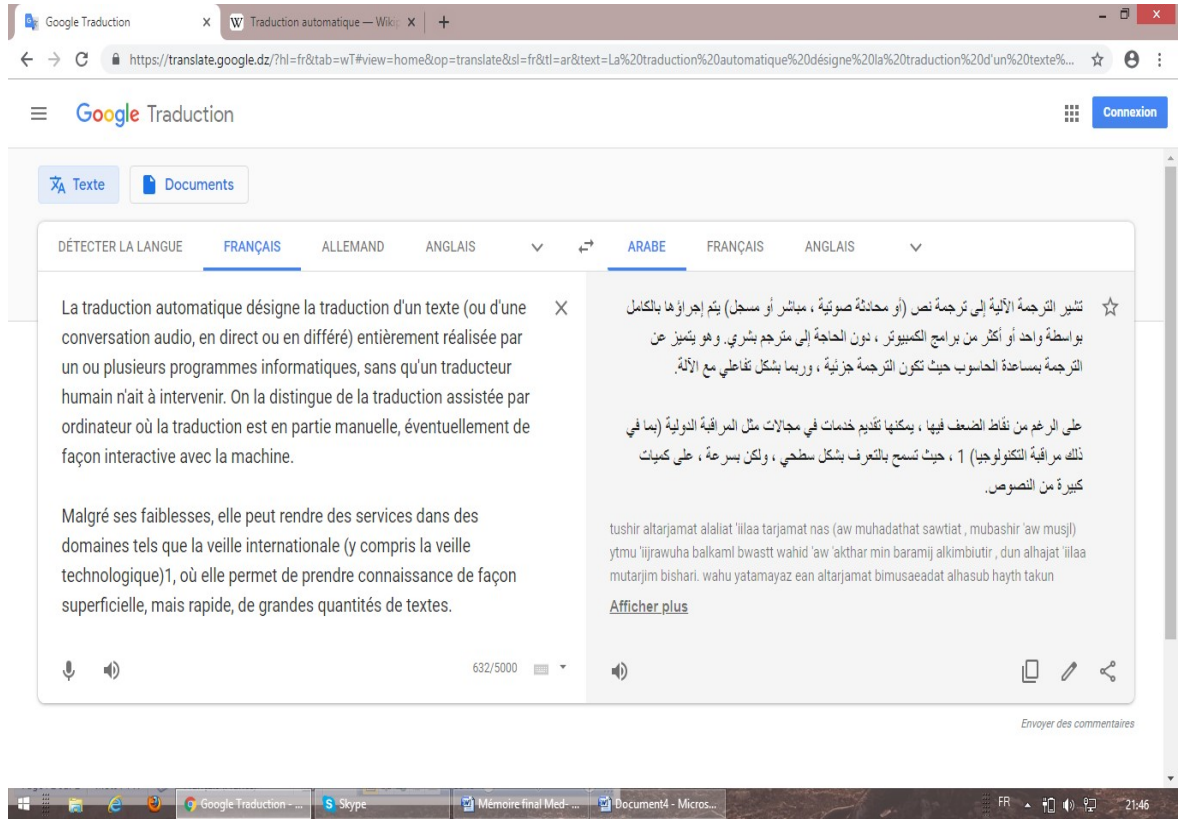 Google Traduction
Traduction automatique — Wikip
https://translate.google.dz/?hl=fr&tab=wT#view=home&op=translate&sl=fr&tl=ar&text=La%20traduction%20automatique%20désigne%20la%20traduction%20d'un%20texte%...
Google Traduction
Connexion
Texte
Documents
DÉTECTER LA LANGUE FRANÇAIS ALLEMAND ANGLAIS
ARABE FRANÇAIS ANGLAIS
La traduction automatique désigne la traduction d'un texte (ou d'une
conversation audio, en direct ou en différé) entièrement réalisée par
un ou plusieurs programmes informatiques, sans qu'un traducteur
humain n'ait à intervenir. On la distingue de la traduction assistée par
ordinateur où la traduction est en partie manuelle, éventuellement de
façon interactive avec la machine.
Malgré ses faiblesses, elle peut rendre des services dans des
domaines tels que la veille internationale (y compris la veille
technologique)1, où elle permet de prendre connaissance de façon
superficielle, mais rapide, de grandes quantités de textes.
632/5000
تشير الترجمة الآلية إلى ترجمة نص (أو محادثة صوتية ، مباشر أو مسجل) يتم إجراؤها بالكامل
بواسطة واحد أو أكثر من برامج الكمبيوتر ، دون الحاجة إلى مترجم بشري. وهو يتميز عن
الترجمة بمساعدة الحاسوب حيث تكون الترجمة جزئية ، وربما بشكل تفاعلي مع الآلة.
على الرغم من نقاط الضعف فيها ، يمكنها تقديم خدمات في مجالات مثل المراقبة الدولية (بما في
ذلك مراقبة التكنولوجيا) 1 ، حيث تسمح بالتعرف بشكل سطحي ، ولكن بسرعة ، على كميات
كبيرة من النصوص.
tushir altarjamat alaliat 'iilaa tarjamat nas (aw muhadathat sawtiat , mubashir 'aw musjl)
ytmu 'iijrawuha balkaml bwastt wahid 'aw 'akthar min baramij alkimbiutir , dun alhajat 'iilaa
mutarjim bishari. wahu yatamayaz ean altarjamat bimusaeadat alhasub hayth takun
Afficher plus
Envoyer des commentaires
Google Traduction - ...
Skype
Mémoire final Med- ...
Document4 - Micros...
FR
21:46